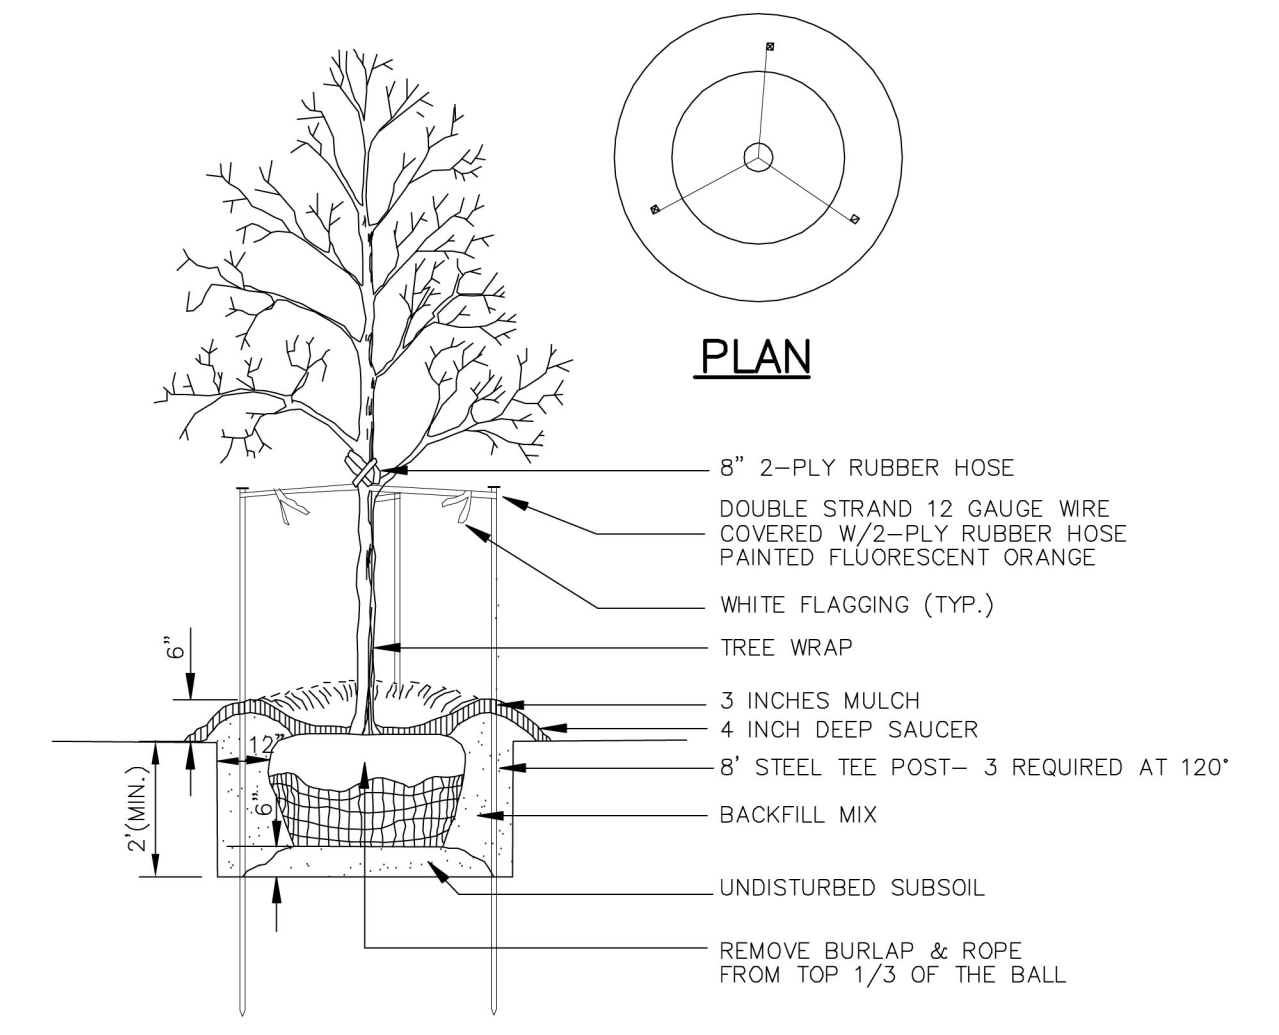 PLAN
8” 2–PLY RUBBER HOSE
DOUBLE STRAND 12 GAUGE WIRE
COVERED W/2–PLY RUBBER HOSE
PAINTED FLUORESCENT ORANGE
WHITE FLAGGING (TYP.)
TREE WRAP
6”
3 INCHES MULCH
4 INCH DEEP SAUCER
12”
8’ STEEL TEE POST– 3 REQUIRED AT 120°
2’(MIN.)
6”
BACKFILL MIX
UNDISTURBED SUBSOIL
REMOVE BURLAP & ROPE
FROM TOP 1/3 OF THE BALL